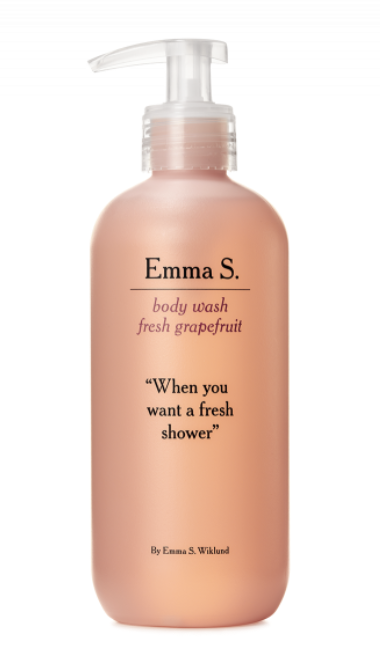 Emma S.
body wash
fresh grapefruit
“When you
want a fresh
shower”
By Emma S. Wiklund